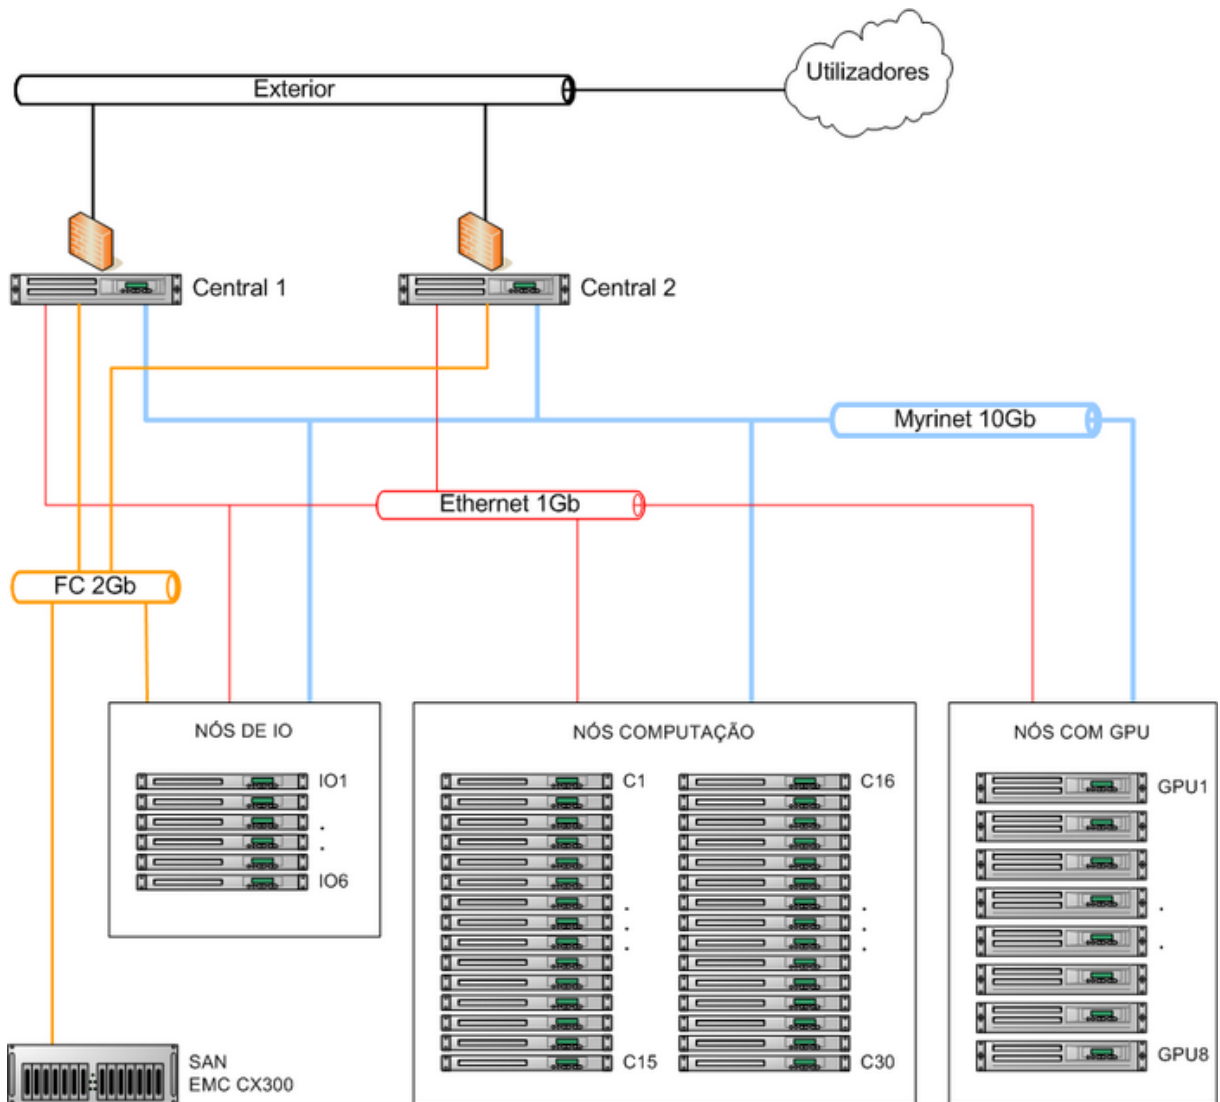 Utilizadores
Exterior
Central 1
Central 2
Myrinet 10Gb
Ethernet 1Gb
FC 2Gb
NÓS DE IO
NÓS COMPUTAÇÃO
NÓS COM GPU
IO1
.
.
IO6
C1
.
.
.
C15
C16
.
.
.
C30
GPU1
.
.
GPU8
SAN
EMC CX300